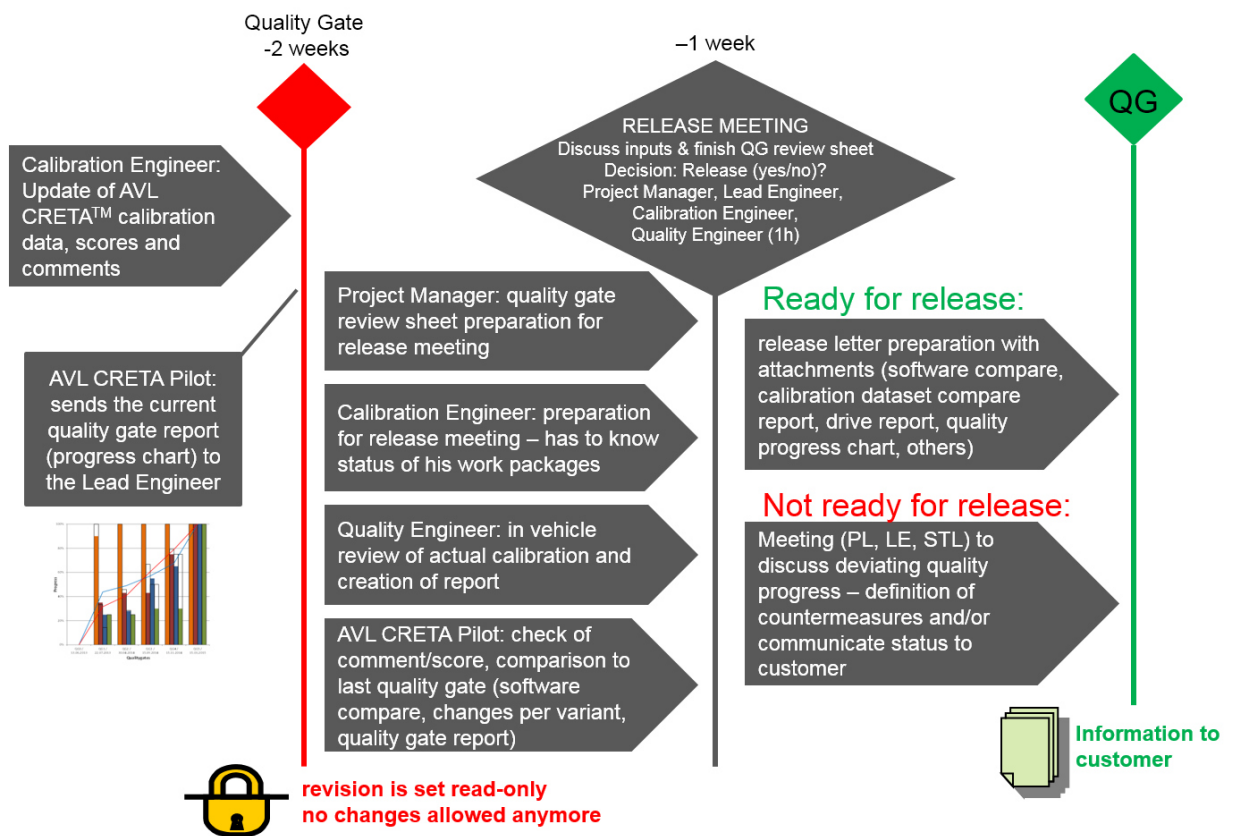 Quality Gate
-2 weeks
–1 week
QG
RELEASE MEETING
Discuss inputs & finish QG review sheet
Decision: Release (yes/no)?
Project Manager, Lead Engineer,
Calibration Engineer,
Quality Engineer (1h)
Calibration Engineer:
Update of AVL
CRETA™ calibration
data, scores and
comments
AVL CRETA Pilot:
sends the current
quality gate report
(progress chart) to
the Lead Engineer
Project Manager: quality gate
review sheet preparation for
release meeting
Calibration Engineer: preparation
for release meeting – has to know
status of his work packages
Quality Engineer: in vehicle
review of actual calibration and
creation of report
AVL CRETA Pilot: check of
comment/score, comparison to
last quality gate (software
compare, changes per variant,
quality gate report)
Ready for release:
release letter preparation with
attachments (software compare,
calibration dataset compare
report, drive report, quality
progress chart, others)
Not ready for release:
Meeting (PL, LE, STL) to
discuss deviating quality
progress – definition of
countermeasures and/or
communicate status to
customer
revision is set read-only
no changes allowed anymore
Information to
customer